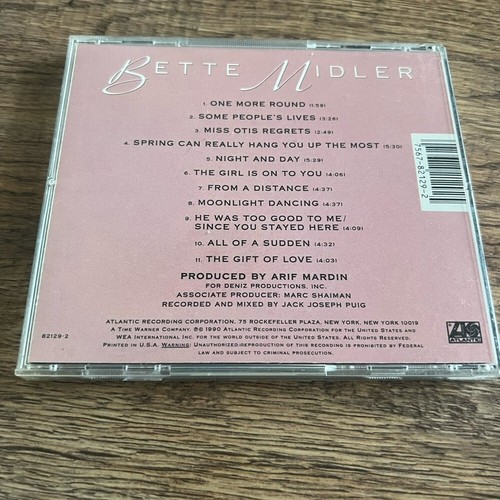 BETTE MIDLER
1. ONE MORE ROUND (1:59)
2. SOME PEOPLE'S LIVES (3:26)
3. MISS OTIS REGRETS (2:49)
4. SPRING CAN REALLY HANG YOU UP THE MOST (5:30)
5. NIGHT AND DAY (5:29)
6. THE GIRL IS ON TO YOU (4:06)
7. FROM A DISTANCE (4:37)
8. MOONLIGHT DANCING (4:37)
9. HE WAS TOO GOOD TO ME/
SINCE YOU STAYED HERE (4:09)
10. ALL OF A SUDDEN (4:32)
11. THE GIFT OF LOVE (4:03)
PRODUCED BY ARIF MARDIN
FOR DENIZ PRODUCTIONS, INC.
ASSOCIATE PRODUCER: MARC SHAIMAN
RECORDED AND MIXED BY JACK JOSEPH PUIG
ATLANTIC RECORDING CORPORATION, 75 ROCKEFELLER PLAZA, NEW YORK, NEW YORK 10019
A TIME WARNER COMPANY. ℗© 1990 ATLANTIC RECORDING CORPORATION FOR THE UNITED STATES AND
WEA INTERNATIONAL INC. FOR THE WORLD OUTSIDE OF THE UNITED STATES. ALL RIGHTS RESERVED.
PRINTED IN U.S.A. WARNING: UNAUTHORIZED REPRODUCTION OF THIS RECORDING IS PROHIBITED BY FEDERAL
LAW AND SUBJECT TO CRIMINAL PROSECUTION.
82129-2
7567-82129-2
ATLANTIC